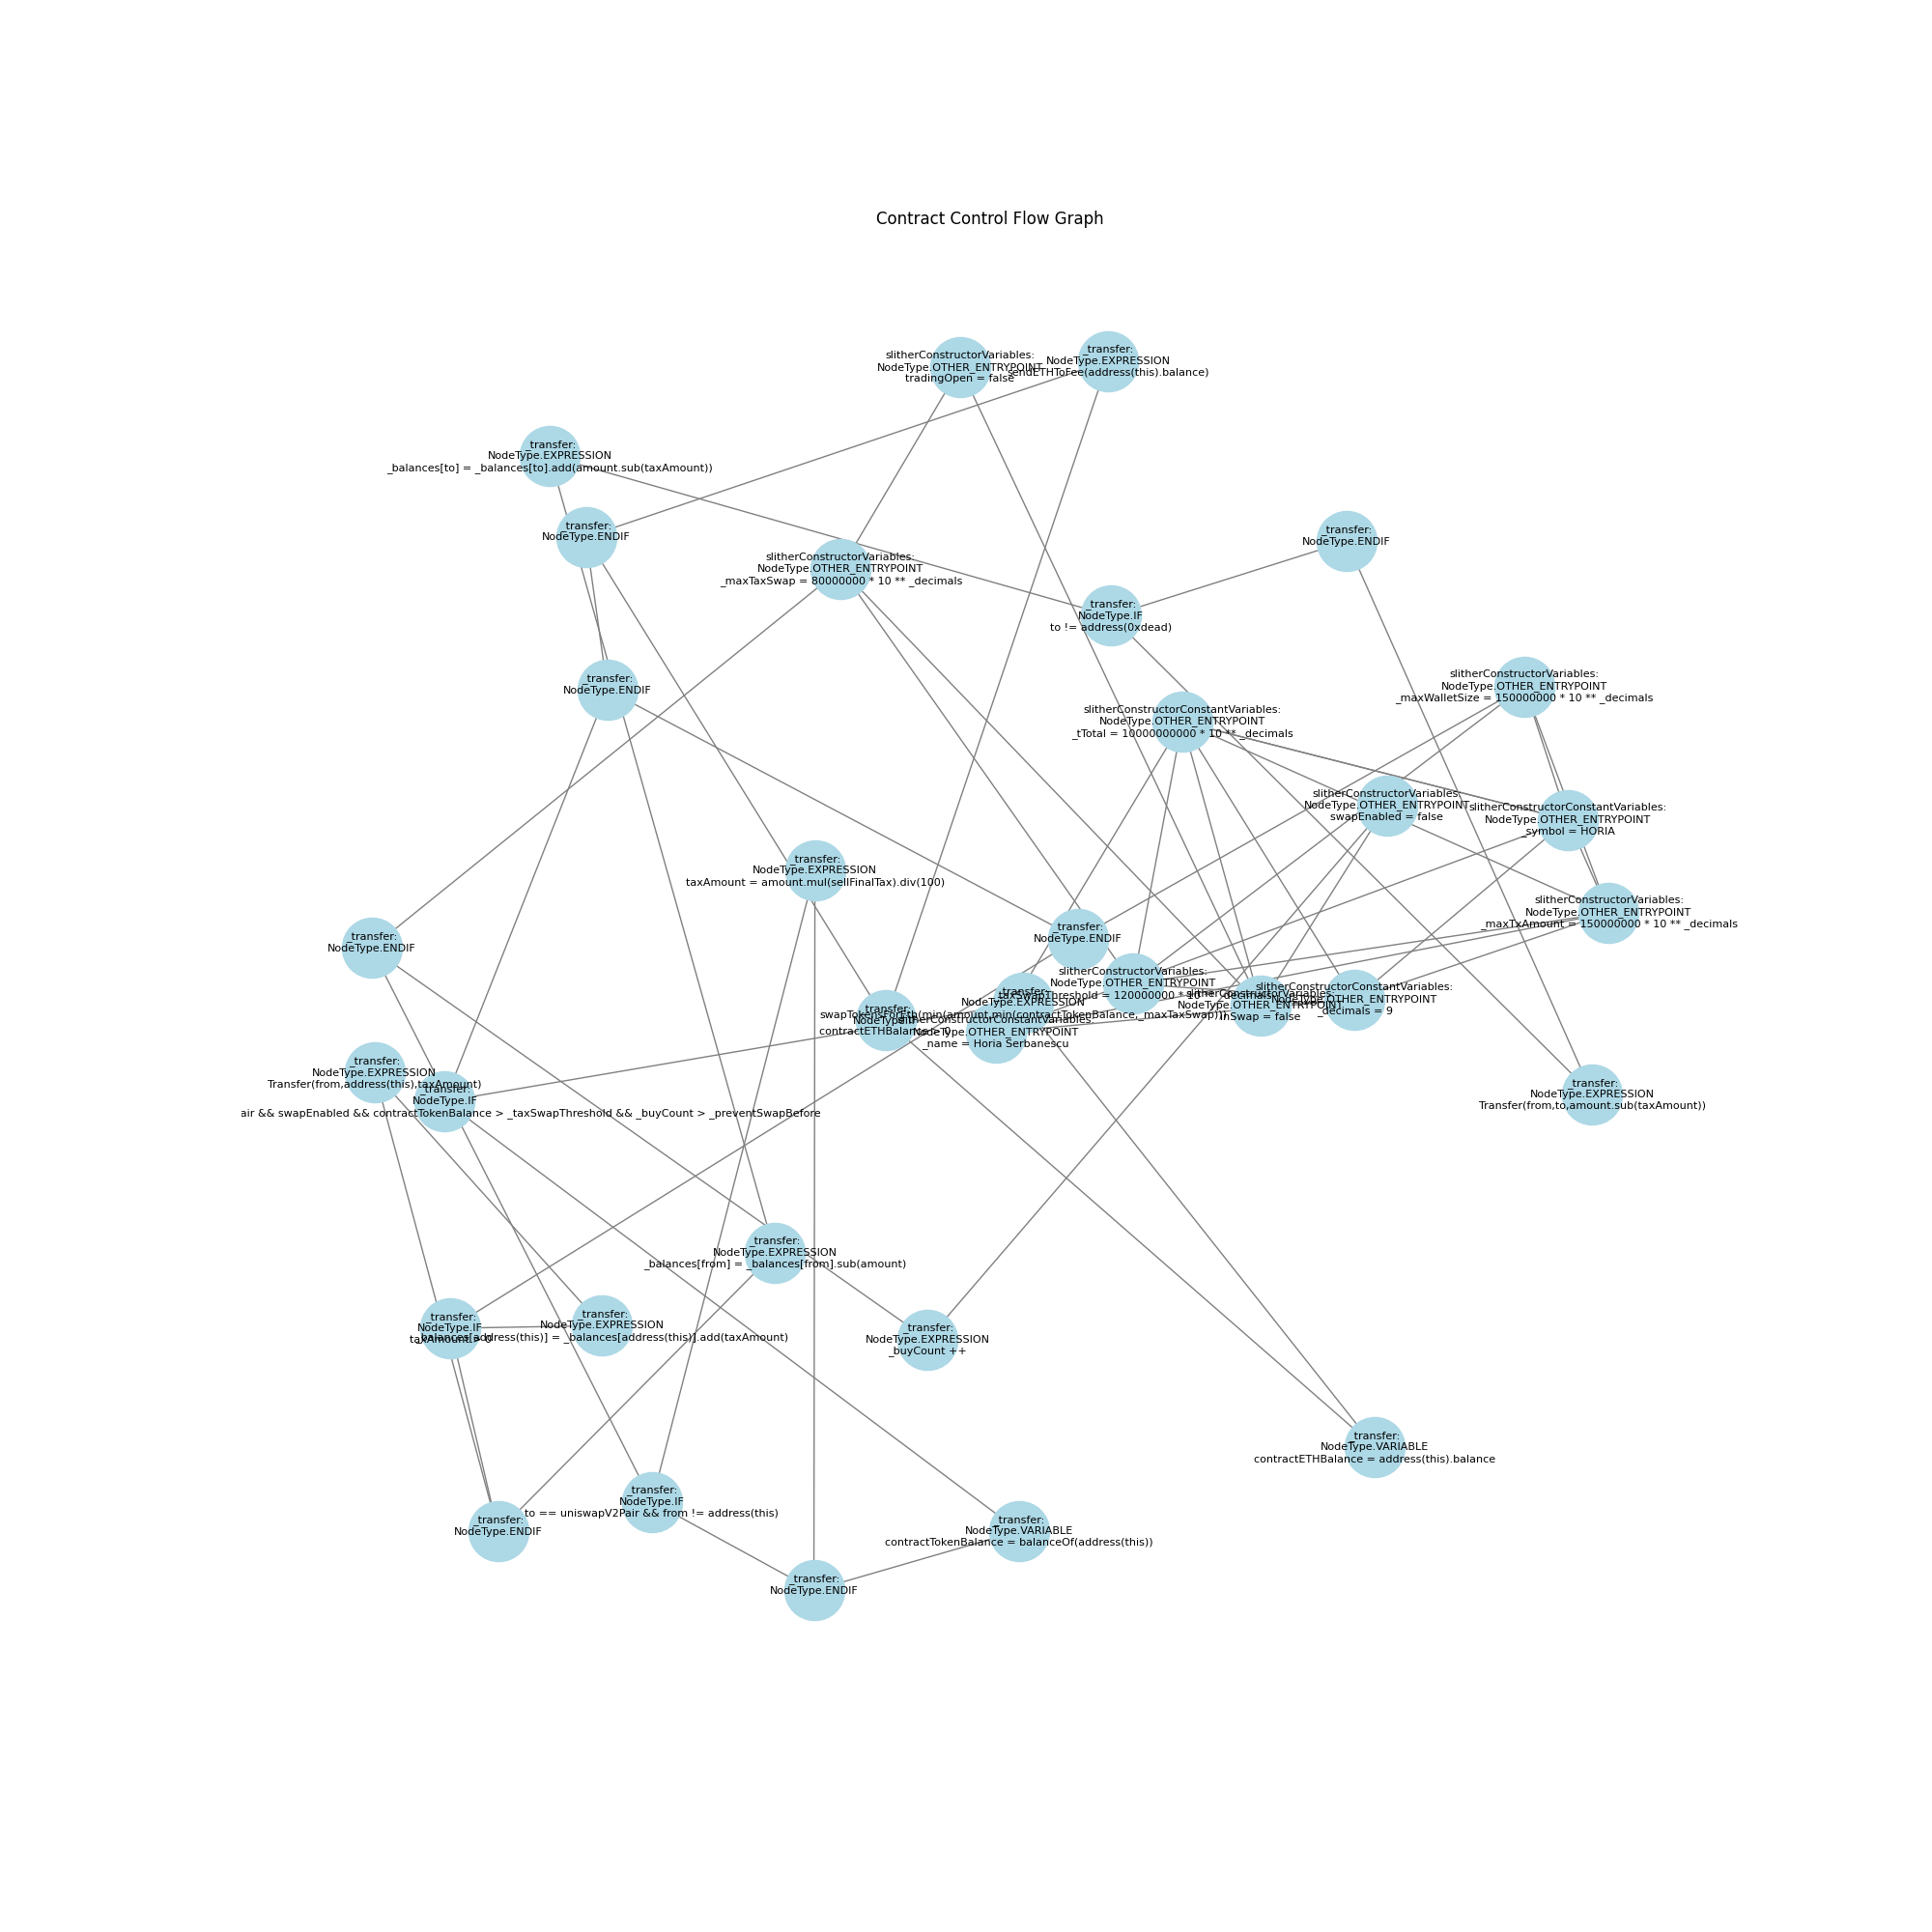 Contract Control Flow Graph
_transfer:
NodeType.EXPRESSION
sendETHToFee(address(this).balance)
slitherConstructorVariables:
NodeType.OTHER_ENTRYPOINT
tradingOpen = false
_transfer:
NodeType.EXPRESSION
_balances[to] = _balances[to].add(amount.sub(taxAmount))
_transfer:
NodeType.ENDIF
_transfer:
NodeType.ENDIF
slitherConstructorVariables:
NodeType.OTHER_ENTRYPOINT
_maxTaxSwap = 80000000 * 10 ** _decimals
_transfer:
NodeType.IF
to != address(0xdead)
_transfer:
NodeType.ENDIF
slitherConstructorVariables:
NodeType.OTHER_ENTRYPOINT
_maxWalletSize = 150000000 * 10 ** _decimals
slitherConstructorConstantVariables:
NodeType.OTHER_ENTRYPOINT
_tTotal = 10000000000 * 10 ** _decimals
slitherConstructorVariables:
NodeType.OTHER_ENTRYPOINT
swapEnabled = false
slitherConstructorConstantVariables:
NodeType.OTHER_ENTRYPOINT
_symbol = HORIA
_transfer:
NodeType.EXPRESSION
taxAmount = amount.mul(sellFinalTax).div(100)
slitherConstructorVariables:
NodeType.OTHER_ENTRYPOINT
_maxTxAmount = 150000000 * 10 ** _decimals
_transfer:
NodeType.ENDIF
_transfer:
NodeType.ENDIF
slitherConstructorVariables:
NodeType.OTHER_ENTRYPOINT
_taxSwapThreshold = 120000000 * 10 ** _decimals
_transfer:
NodeType.EXPRESSION
swapTokensForEth(min(amount,min(contractTokenBalance,_maxTaxSwap)))
slitherConstructorVariables:
NodeType.OTHER_ENTRYPOINT
inSwap = false
slitherConstructorConstantVariables:
NodeType.OTHER_ENTRYPOINT
_decimals = 9
_transfer:
NodeType.IF
contractETHBalance > 0
slitherConstructorConstantVariables:
NodeType.OTHER_ENTRYPOINT
_name = Horia Serbanescu
_transfer:
NodeType.EXPRESSION
Transfer(from,address(this),taxAmount)
_transfer:
NodeType.IF
air && swapEnabled && contractTokenBalance > _taxSwapThreshold && _buyCount > _preventSwapBefore
_transfer:
NodeType.EXPRESSION
Transfer(from,to,amount.sub(taxAmount))
_transfer:
NodeType.EXPRESSION
_balances[from] = _balances[from].sub(amount)
_transfer:
NodeType.IF
taxAmount > 0
_transfer:
NodeType.EXPRESSION
_balances[address(this)] = _balances[address(this)].add(taxAmount)
_transfer:
NodeType.EXPRESSION
_buyCount ++
_transfer:
NodeType.VARIABLE
contractETHBalance = address(this).balance
_transfer:
NodeType.IF
to == uniswapV2Pair && from != address(this)
_transfer:
NodeType.ENDIF
_transfer:
NodeType.VARIABLE
contractTokenBalance = balanceOf(address(this))
_transfer:
NodeType.ENDIF